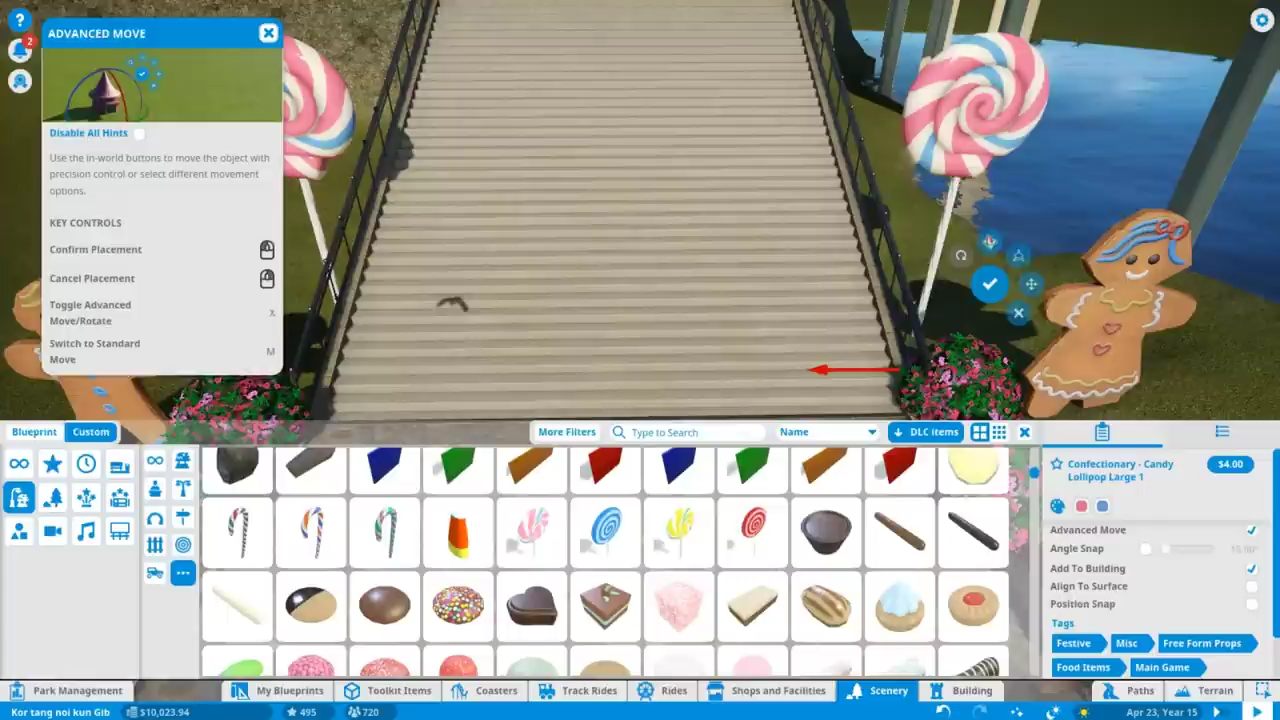 ?
2
ADVANCED MOVE
Disable All Hints
Use the in-world buttons to move the object with
precision control or select different movement
options.
KEY CONTROLS
Confirm Placement
Cancel Placement
Toggle Advanced
Move/Rotate
X
Switch to Standard
Move
M
Blueprint
Custom
More Filters
Type to Search
Name
DLC items
Confectionary - Candy
Lollipop Large 1
$4.00
Advanced Move
Angle Snap
15.00°
Add To Building
Align To Surface
Position Snap
Tags
Festive
Misc
Free Form Props
Food Items
Main Game
Park Management
My Blueprints
Toolkit Items
Coasters
Track Rides
Rides
Shops and Facilities
Scenery
Building
Paths
Terrain
Kor tang noi kun Gib
$10,023.94
495
720
Apr 23, Year 15